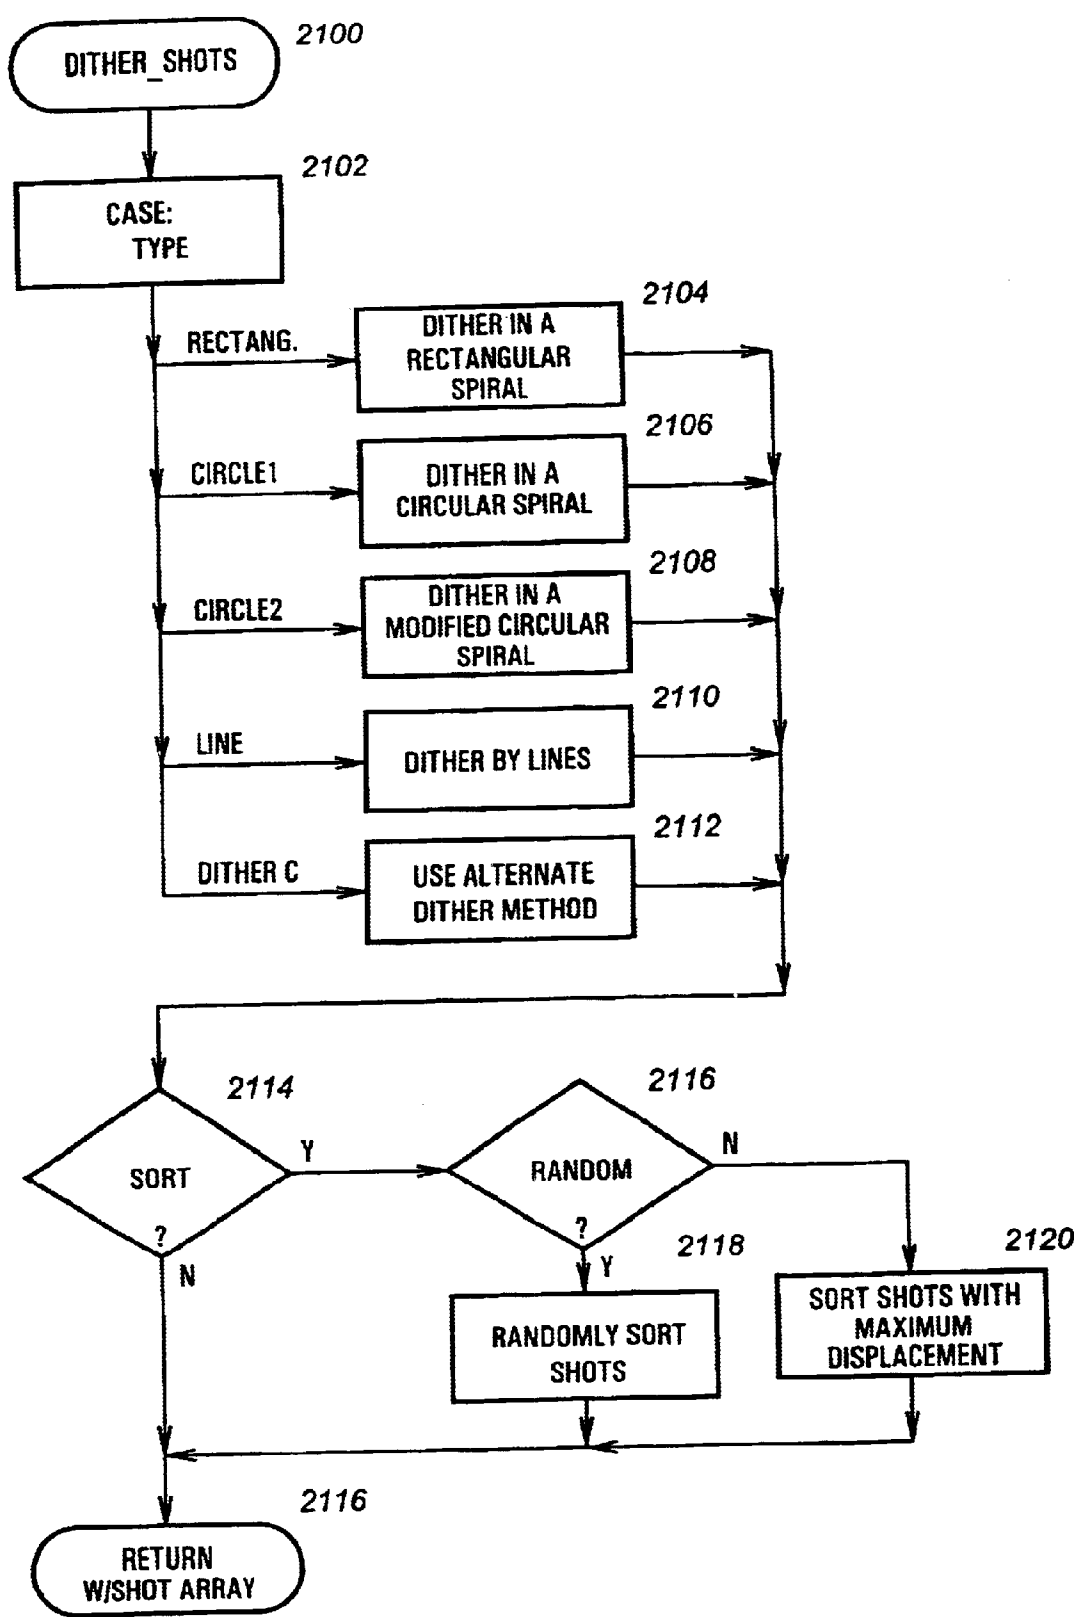 2100
DITHER_SHOTS
2102
CASE:
TYPE
2104
RECTANG.
DITHER IN A
RECTANGULAR
SPIRAL
2106
CIRCLE1
DITHER IN A
CIRCULAR SPIRAL
2108
CIRCLE2
DITHER IN A
MODIFIED CIRCULAR
SPIRAL
2110
LINE
DITHER BY LINES
2112
DITHER C
USE ALTERNATE
DITHER METHOD
2114
SORT
?
Y
N
2116
RANDOM
?
N
Y
2118
RANDOMLY SORT
SHOTS
2120
SORT SHOTS WITH
MAXIMUM
DISPLACEMENT
2116
RETURN
W/SHOT ARRAY